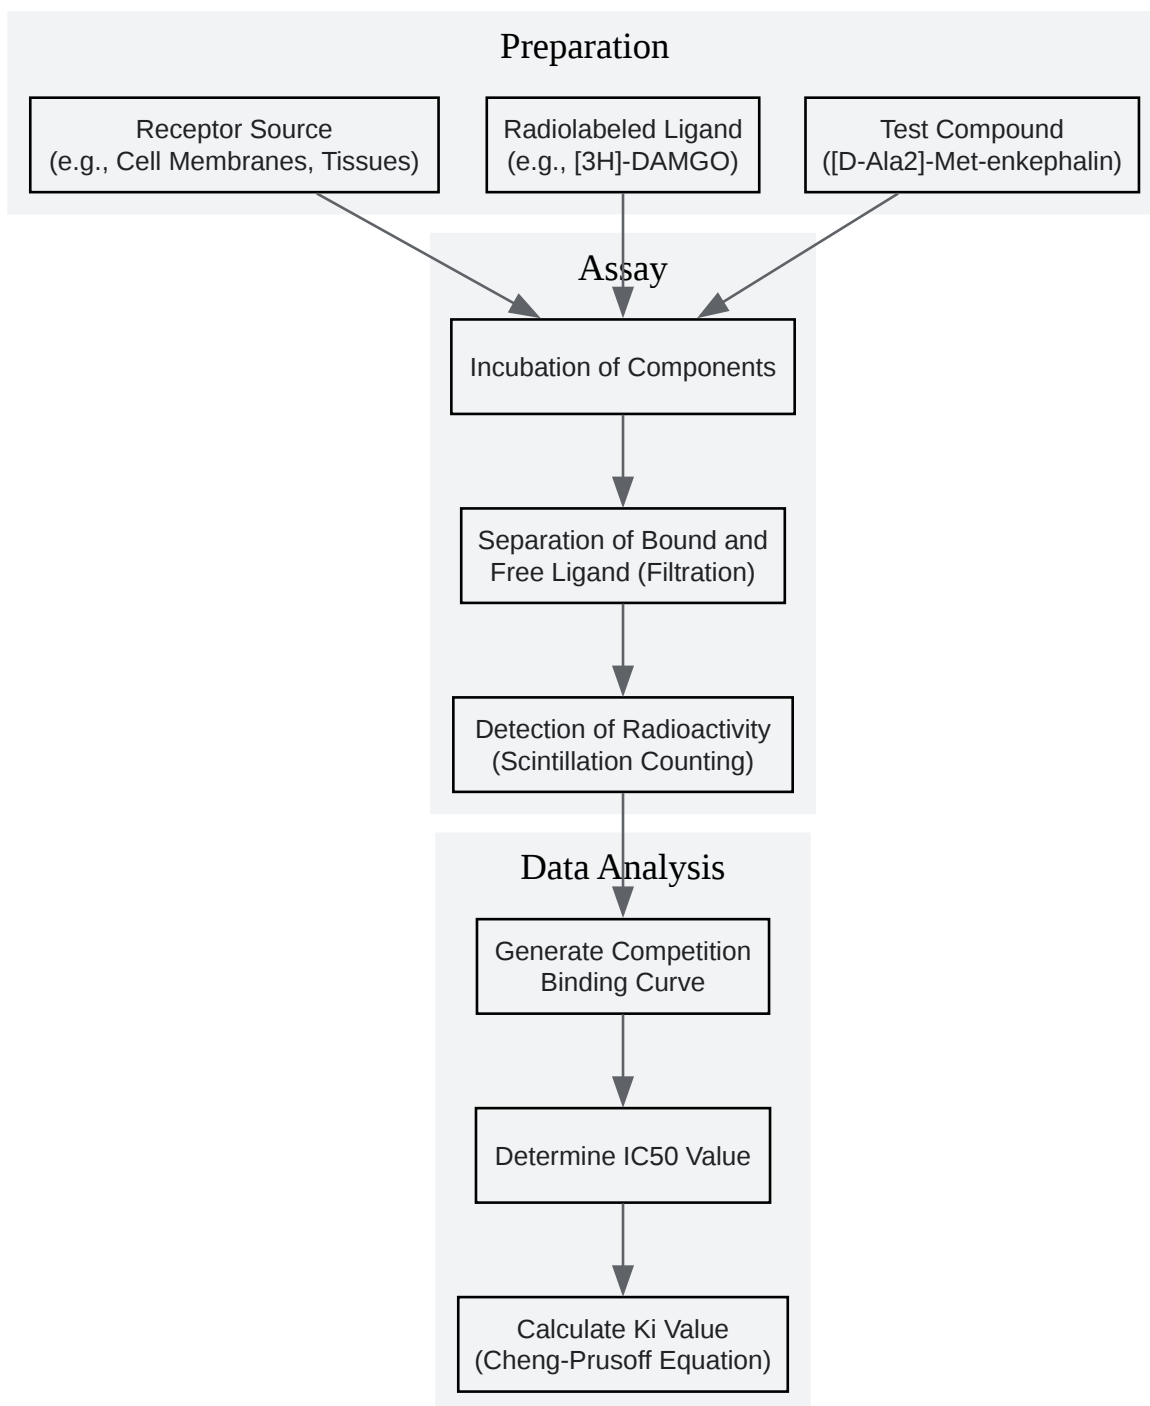 Preparation
Receptor Source
(e.g., Cell Membranes, Tissues)
Radiolabeled Ligand
(e.g., [3H]-DAMGO)
Test Compound
([D-Ala2]-Met-enkephalin)
Assay
Incubation of Components
Separation of Bound and
Free Ligand (Filtration)
Detection of Radioactivity
(Scintillation Counting)
Data Analysis
Generate Competition
Binding Curve
Determine IC50 Value
Calculate Ki Value
(Cheng-Prusoff Equation)